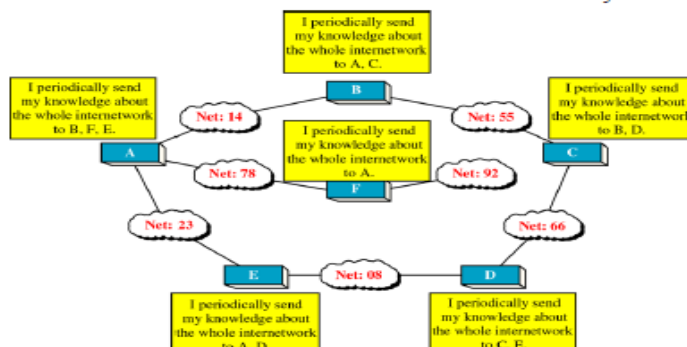 I periodically send
my knowledge about
the whole internetwork
to A, C.
B
I periodically send
my knowledge about
the whole internetwork
to B, F, E.
A
Net: 14
Net: 55
I periodically send
my knowledge about
the whole internetwork
to B, D.
C
I periodically send
my knowledge about
the whole internetwork
to A.
F
Net: 78
Net: 92
Net: 23
Net: 66
E
Net: 08
D
I periodically send
my knowledge about
the whole internetwork
to A, D.
I periodically send
my knowledge about
the whole internetwork
to C, E.